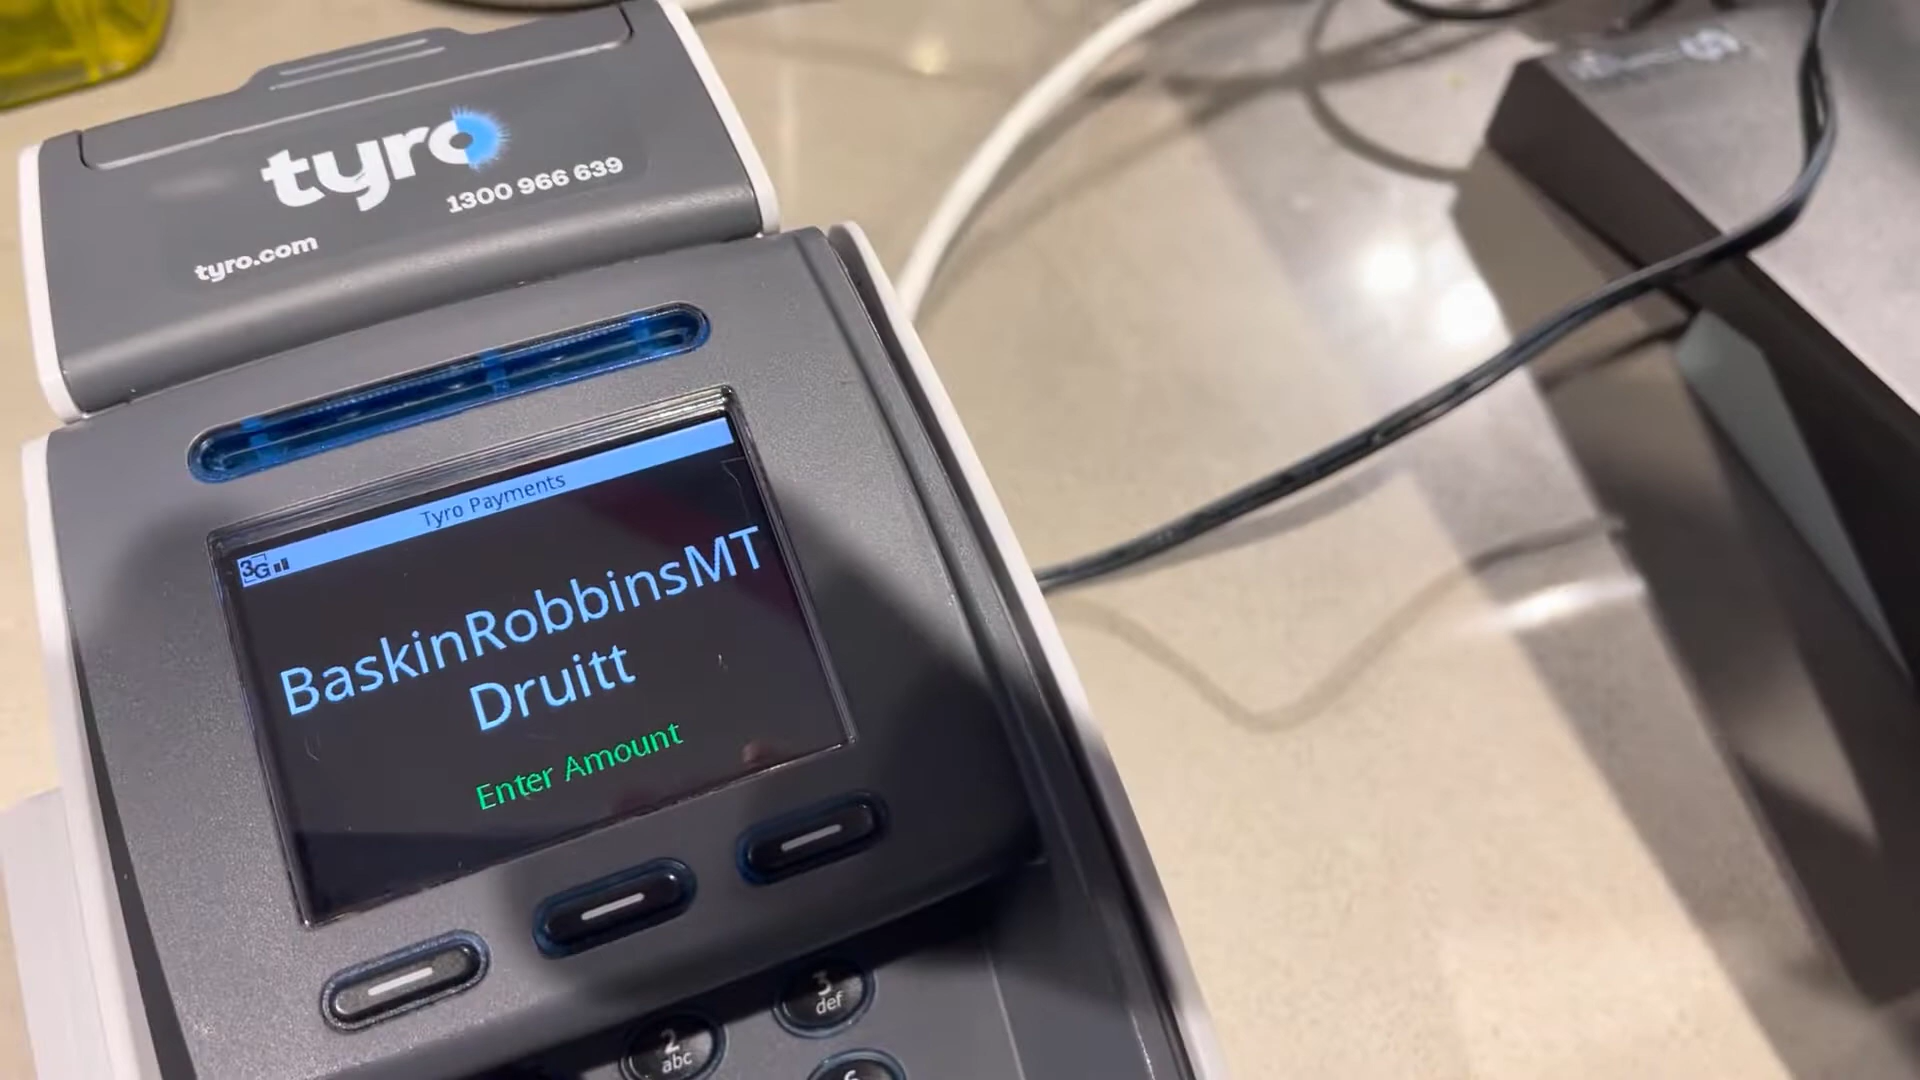 tyro
1300 966 639
tyro.com
Tyro Payments
3G
BaskinRobbinsMT
Druitt
Enter Amount
3
def
2
abc